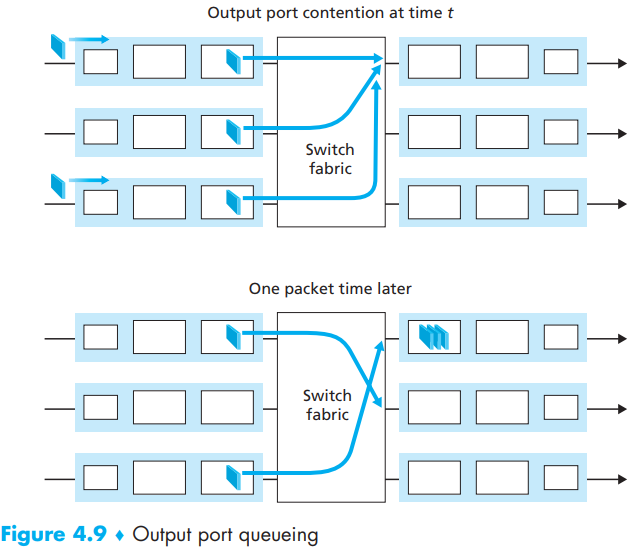 Output port contention at time t
Switch
fabric
One packet time later
Switch
fabric
Figure 4.9 ♦ Output port queueing